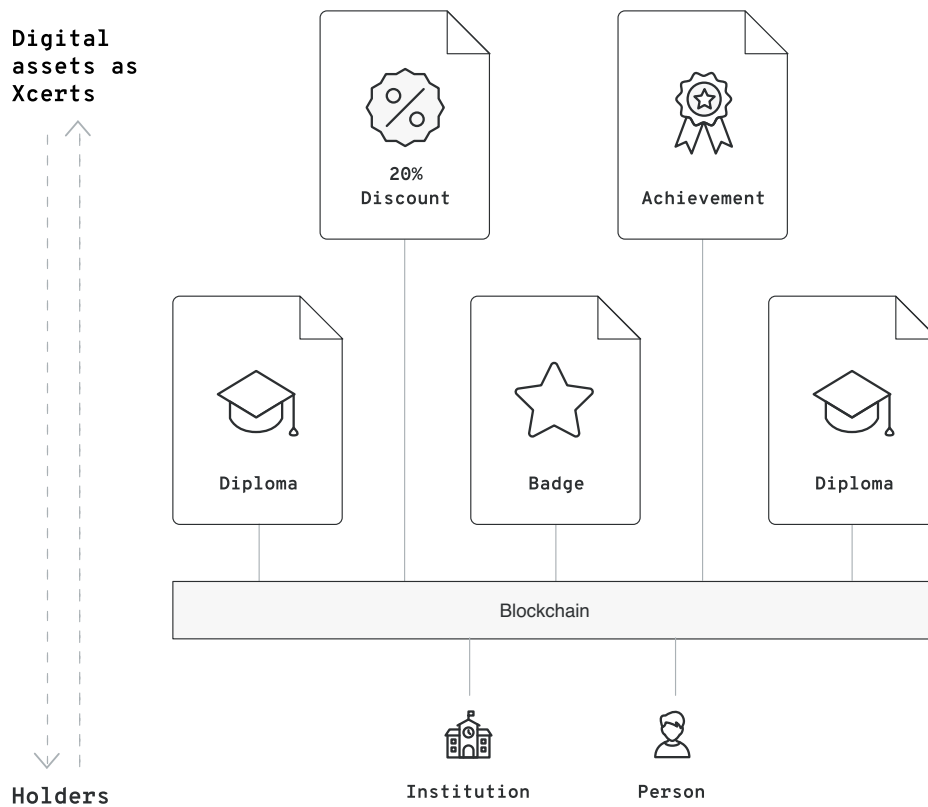 Digital
assets as
Xcerts
20%
Discount
Achievement
Diploma
Badge
Diploma
Blockchain
Institution
Person
Holders